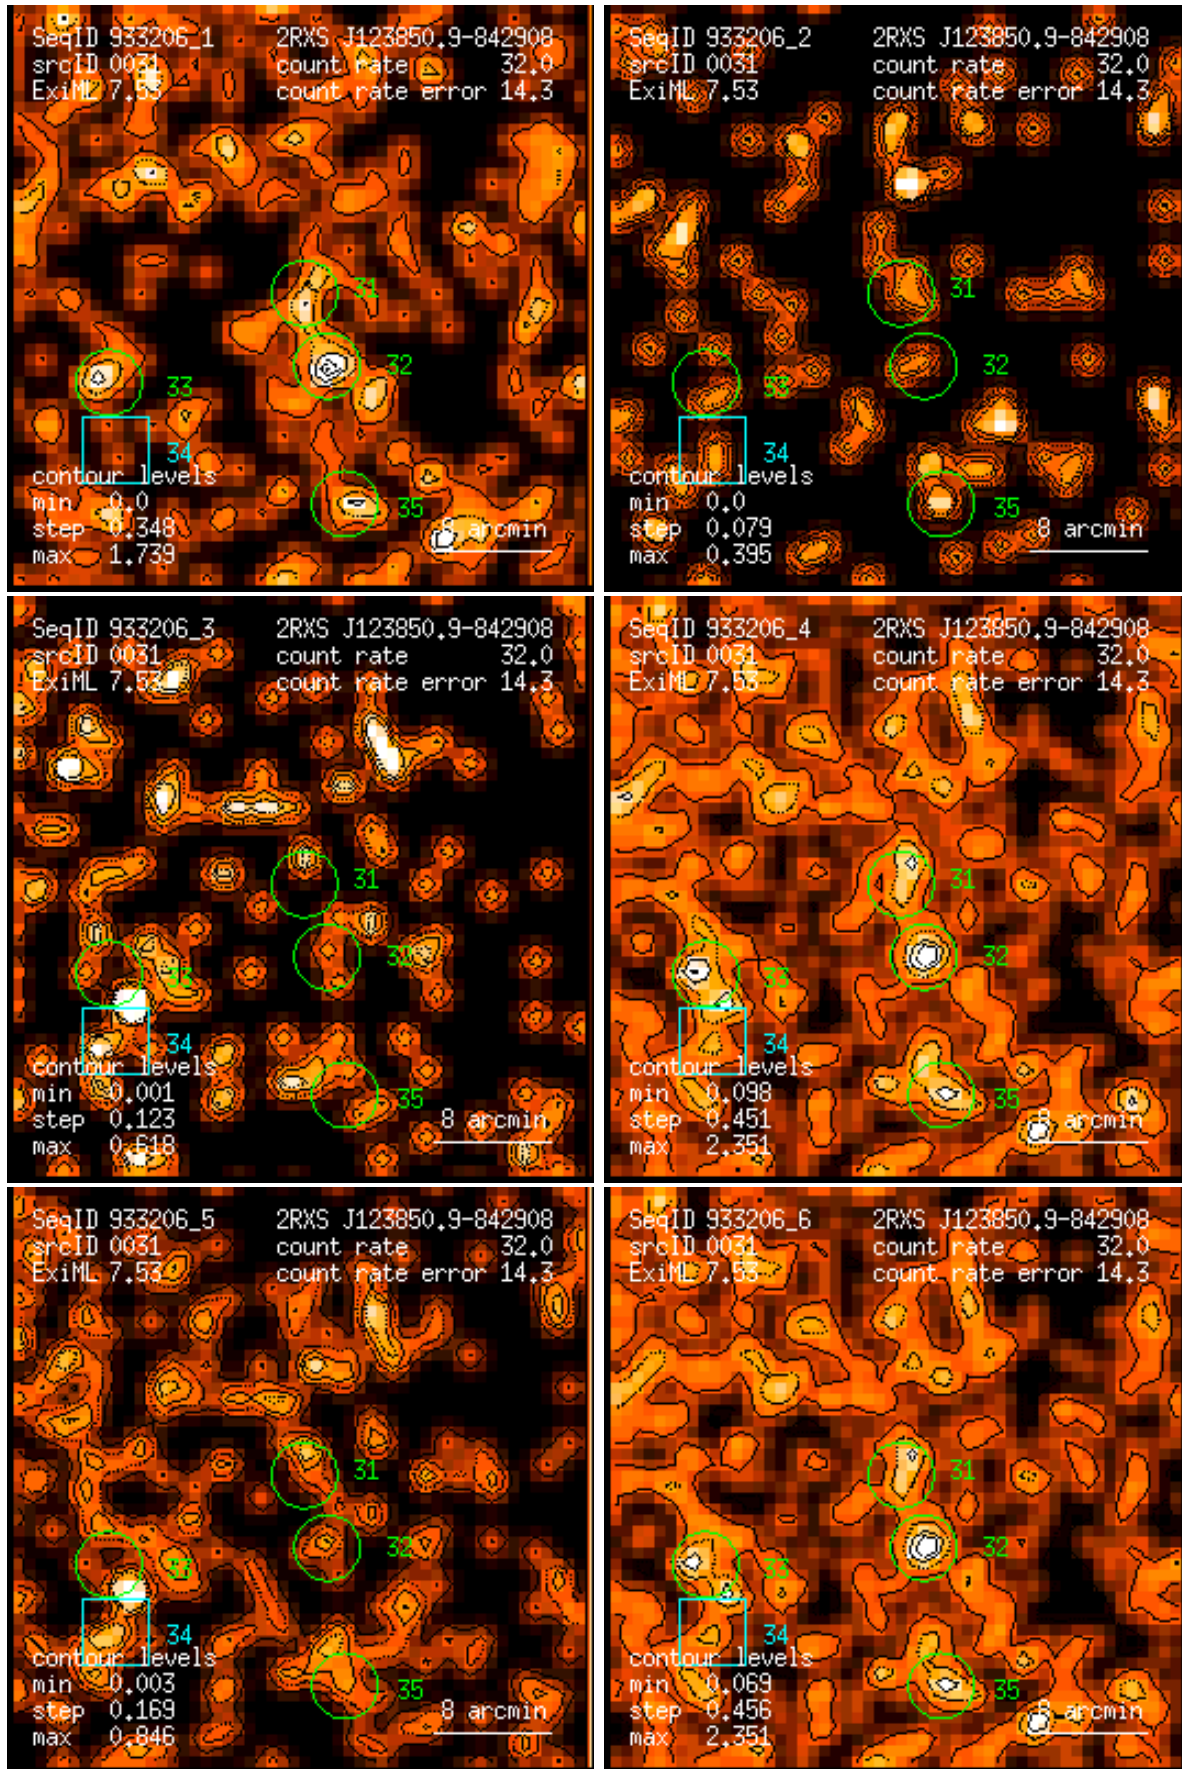 SeqID 933206_1 2RXS J123850.9-842908
srcID 0031 count rate 32.0
ExiML 7.53 count rate error 14.3
31
32
33
34
contour levels
min 0.0
35
step 0.348 8 arcmin
max 1.739
SeqID 933206_2 2RXS J123850.9-842908
srcID 0031 count rate 32.0
ExiML 7.53 count rate error 14.3
31
32
33
34
contour levels
min 0.0
35
step 0.079 8 arcmin
max 0.395
SeqID 933206_3 2RXS J123850.9-842908
srcID 0031 count rate 32.0
ExiML 7.53 count rate error 14.3
31
32
33
34
contour levels
min 0.001
35
step 0.123 8 arcmin
max 0.618
SeqID 933206_4 2RXS J123850.9-842908
srcID 0031 count rate 32.0
ExiML 7.53 count rate error 14.3
31
32
33
34
contour levels
min 0.098
35
step 0.451 8 arcmin
max 2.351
SeqID 933206_5 2RXS J123850.9-842908
srcID 0031 count rate 32.0
ExiML 7.53 count rate error 14.3
31
32
33
34
contour levels
min 0.003
35
step 0.169 8 arcmin
max 0.846
SeqID 933206_6 2RXS J123850.9-842908
srcID 0031 count rate 32.0
ExiML 7.53 count rate error 14.3
31
32
33
34
contour levels
min 0.069
35
step 0.456 8 arcmin
max 2.351